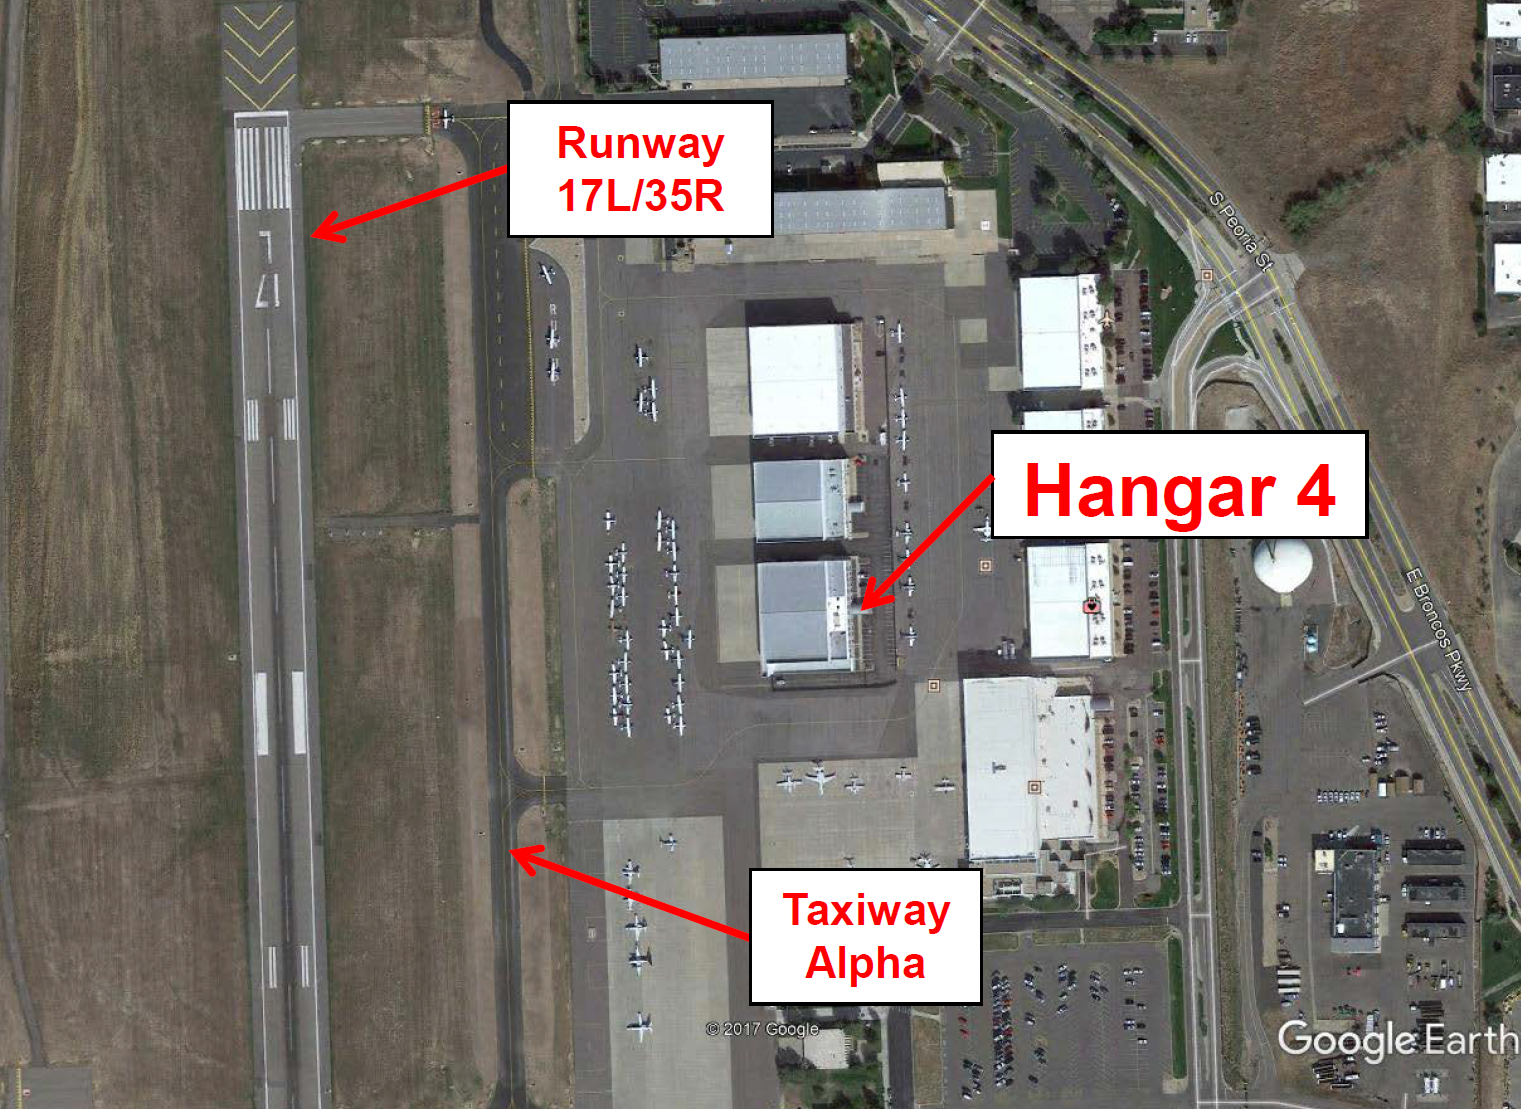 Runway
17L/35R
L
17
S Peoria St
Hangar 4
E Broncos Pkwy
Taxiway
Alpha
© 2017 Google
Google Earth